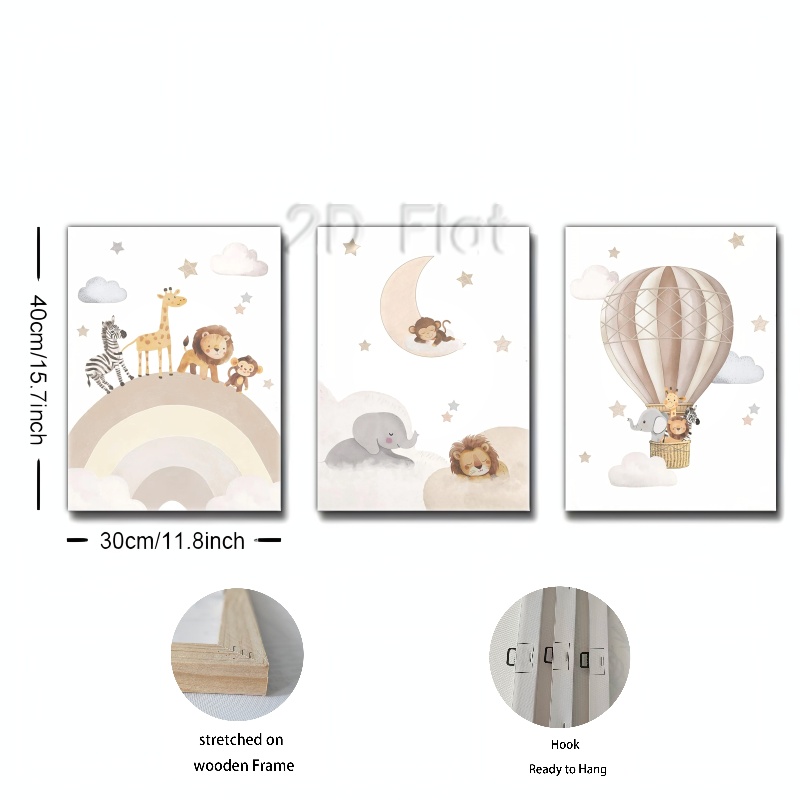 2D Flat
40cm/15.7inch
30cm/11.8inch
stretched on
wooden Frame
Hook
Ready to Hang